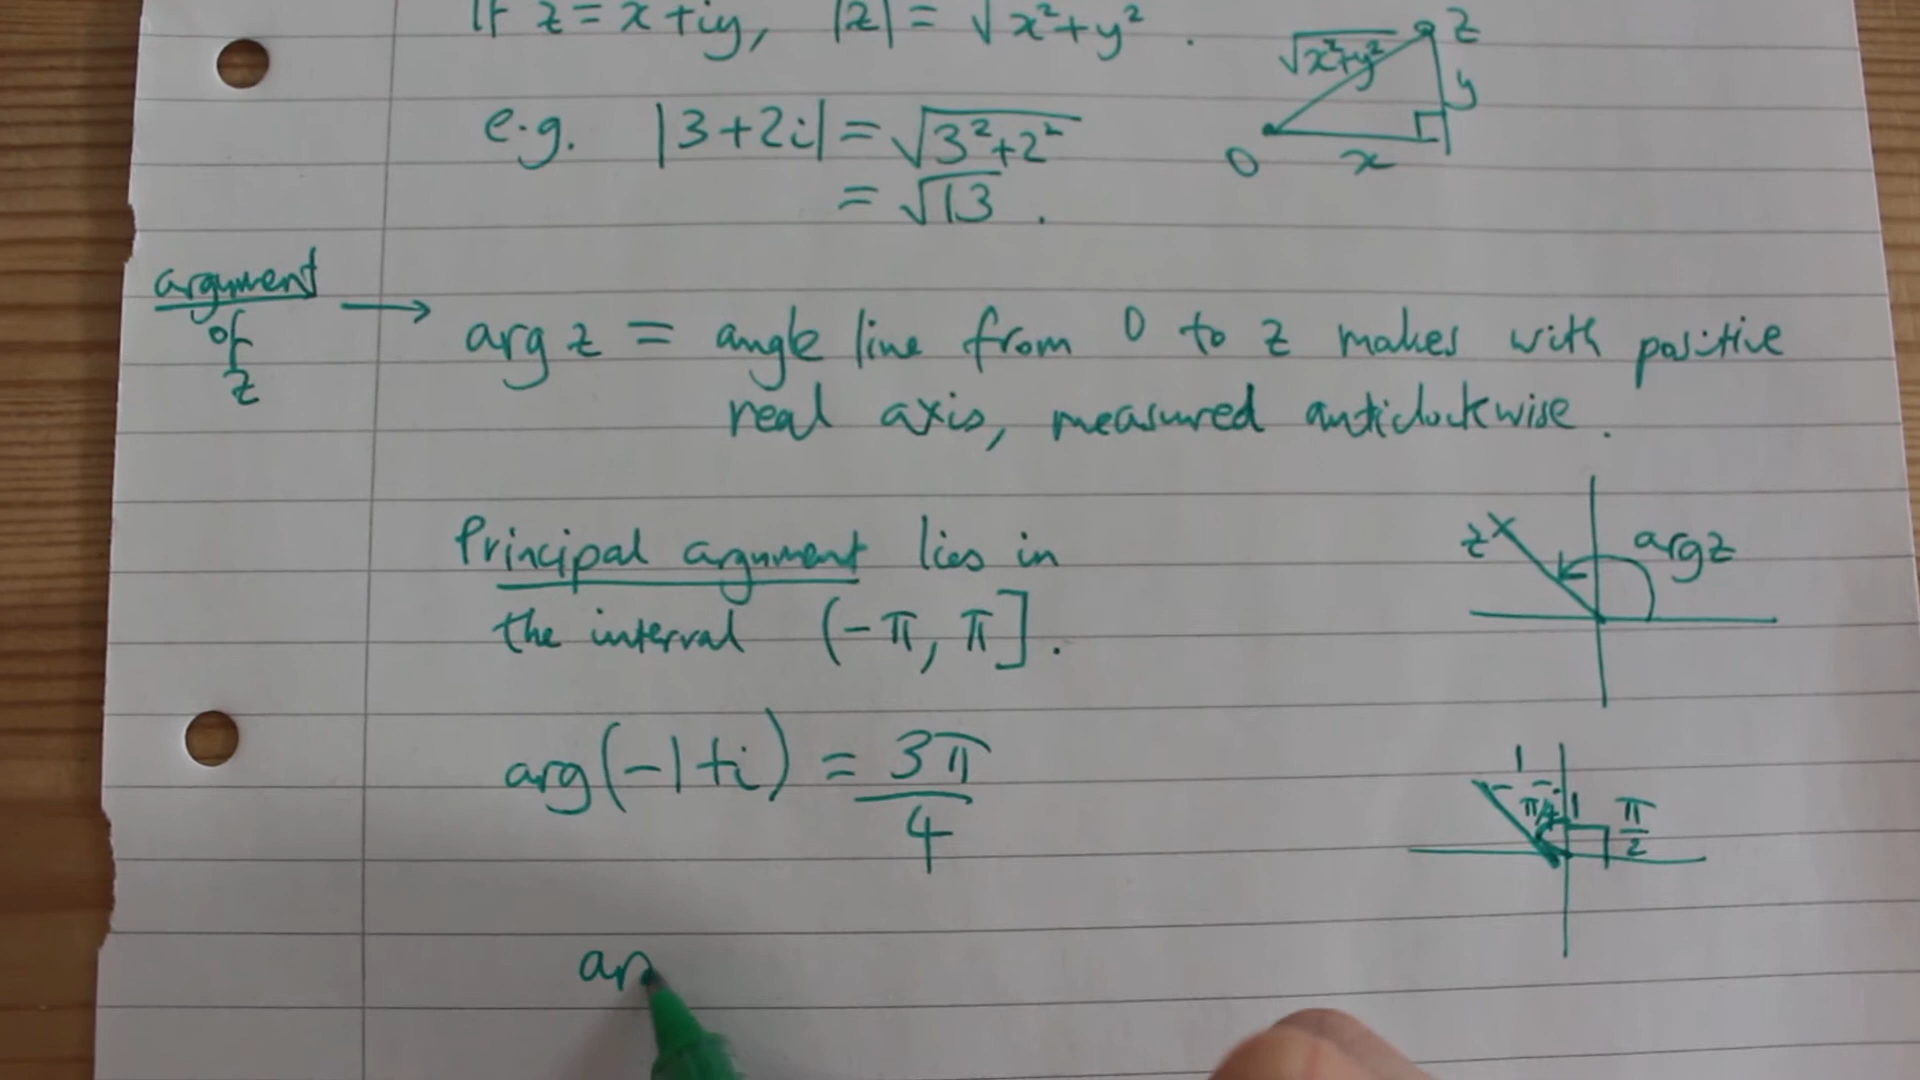 If z = x+iy, |z| = √x²+y² .
√x²+y²
z
y
x
0
e.g. |3+2i| = √3²+2²
= √13 .
argument
of
z
→ arg z = angle line from 0 to z makes with positive
real axis, measured anticlockwise .
Principal argument lies in
the interval (-π, π] .
z
arg z
arg(-1+i) = 3π/4
1
π/4
1
π/2
ar